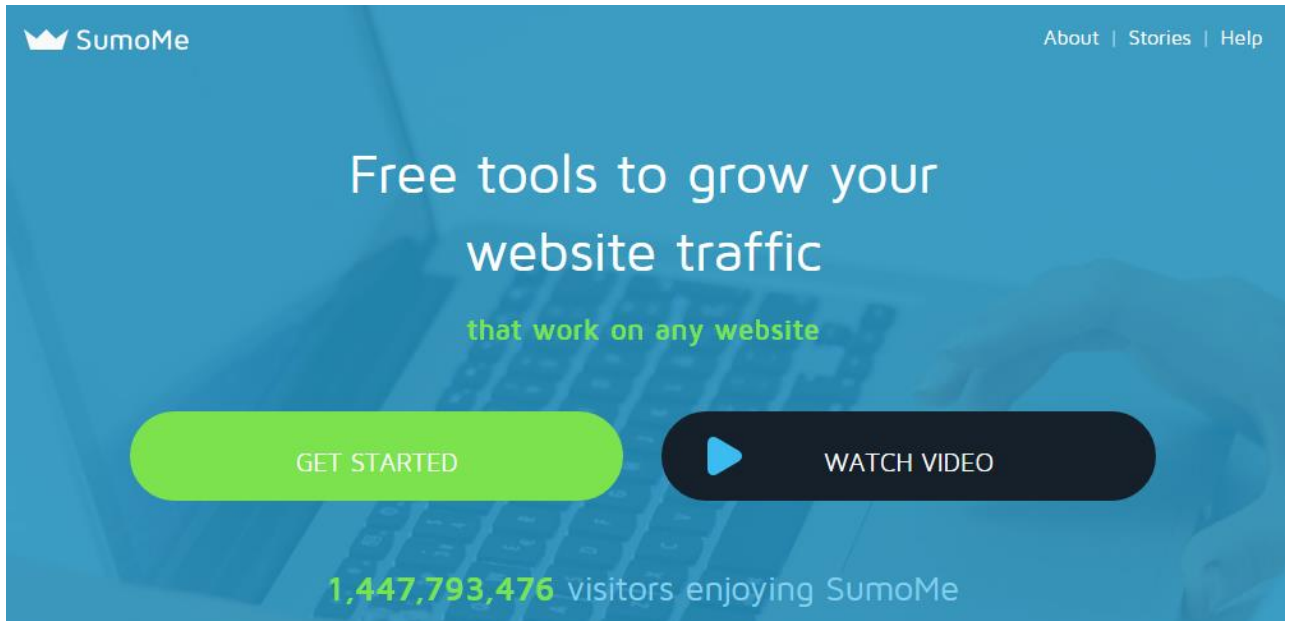 SumoMe
About | Stories | Help
Free tools to grow your
website traffic
that work on any website
GET STARTED
WATCH VIDEO
1,447,793,476 visitors enjoying SumoMe